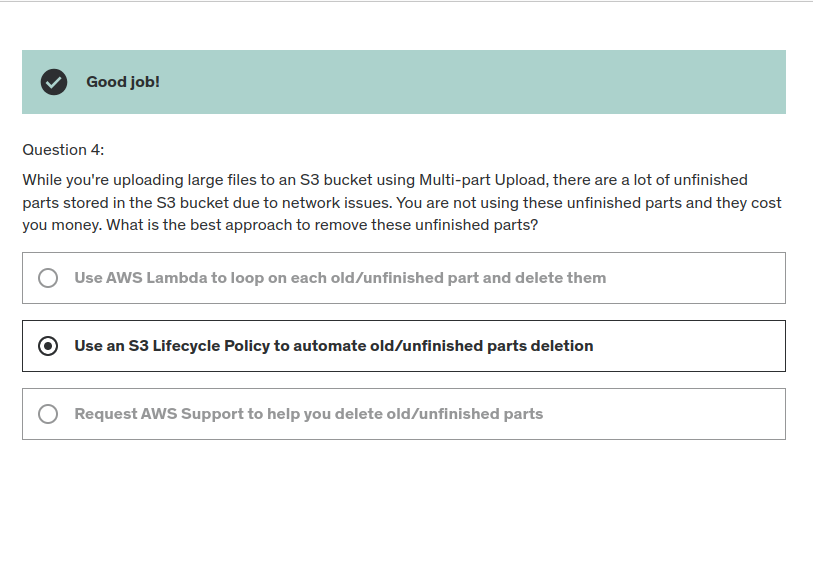 Good job!
Question 4:
While you're uploading large files to an S3 bucket using Multi-part Upload, there are a lot of unfinished
parts stored in the S3 bucket due to network issues. You are not using these unfinished parts and they cost
you money. What is the best approach to remove these unfinished parts?
Use AWS Lambda to loop on each old/unfinished part and delete them
Use an S3 Lifecycle Policy to automate old/unfinished parts deletion
Request AWS Support to help you delete old/unfinished parts